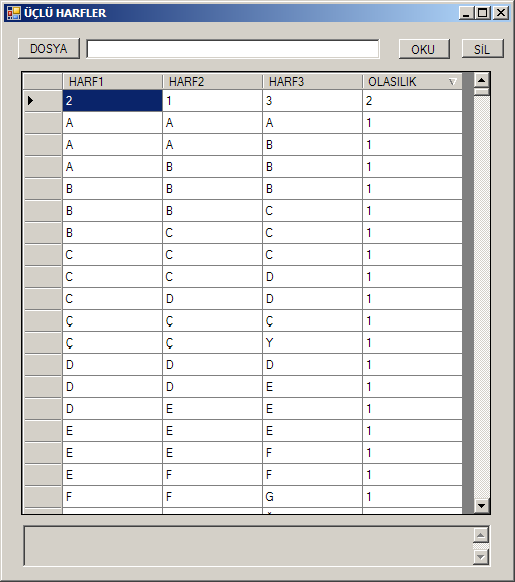 ÜÇLÜ HARFLER
DOSYA OKU SİL
HARF1 HARF2 HARF3 OLASILIK
2 1 3 2
A A A 1
A A B 1
A B B 1
B B B 1
B B C 1
B C C 1
C C C 1
C C D 1
C D D 1
Ç Ç Ç 1
Ç Ç Y 1
D D D 1
D D E 1
D E E 1
E E E 1
E E F 1
E F F 1
F F G 1